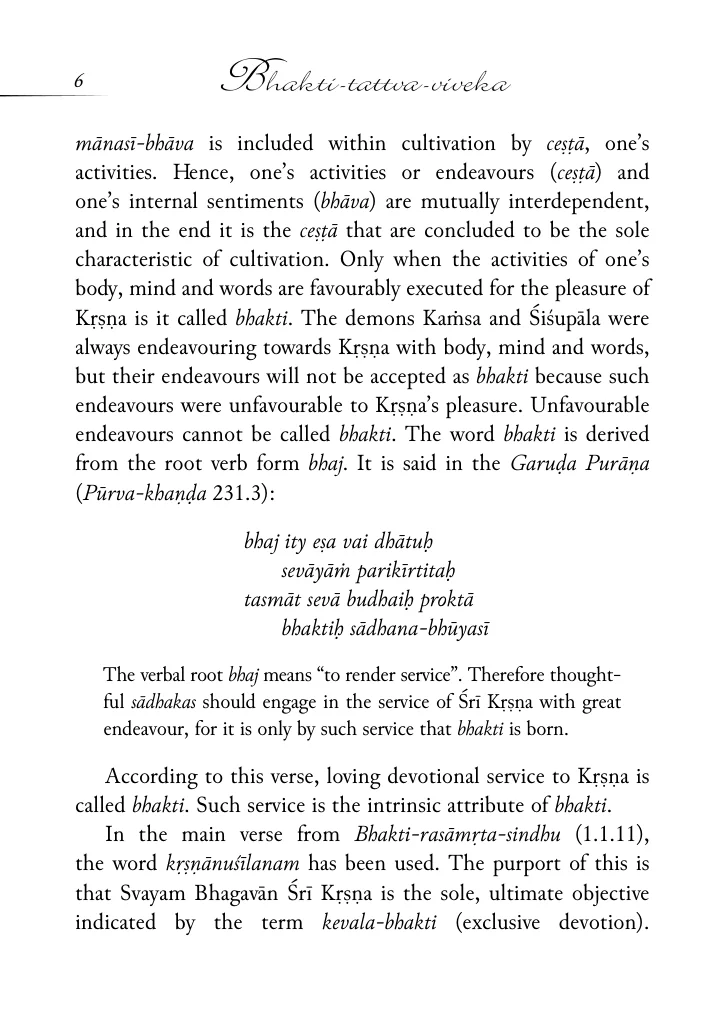 6
Bhakti-tattva-viveka
mānasī-bhāva is included within cultivation by ceṣṭā, one’s
activities. Hence, one’s activities or endeavours (ceṣṭā) and
one’s internal sentiments (bhāva) are mutually interdependent,
and in the end it is the ceṣṭā that are concluded to be the sole
characteristic of cultivation. Only when the activities of one’s
body, mind and words are favourably executed for the pleasure of
Kṛṣṇa is it called bhakti. The demons Kaṁsa and Śiśupāla were
always endeavouring towards Kṛṣṇa with body, mind and words,
but their endeavours will not be accepted as bhakti because such
endeavours were unfavourable to Kṛṣṇa’s pleasure. Unfavourable
endeavours cannot be called bhakti. The word bhakti is derived
from the root verb form bhaj. It is said in the Garuḍa Purāṇa
(Pūrva-khaṇḍa 231.3):
bhaj ity eṣa vai dhātuḥ
sevāyāṁ parikīrtitaḥ
tasmāt sevā budhaiḥ proktā
bhaktiḥ sādhana-bhūyasī
The verbal root bhaj means “to render service”. Therefore thought-
ful sādhakas should engage in the service of Śrī Kṛṣṇa with great
endeavour, for it is only by such service that bhakti is born.
According to this verse, loving devotional service to Kṛṣṇa is
called bhakti. Such service is the intrinsic attribute of bhakti.
In the main verse from Bhakti-rasāmṛta-sindhu (1.1.11),
the word kṛṣṇānuśīlanam has been used. The purport of this is
that Svayam Bhagavān Śrī Kṛṣṇa is the sole, ultimate objective
indicated by the term kevala-bhakti (exclusive devotion).